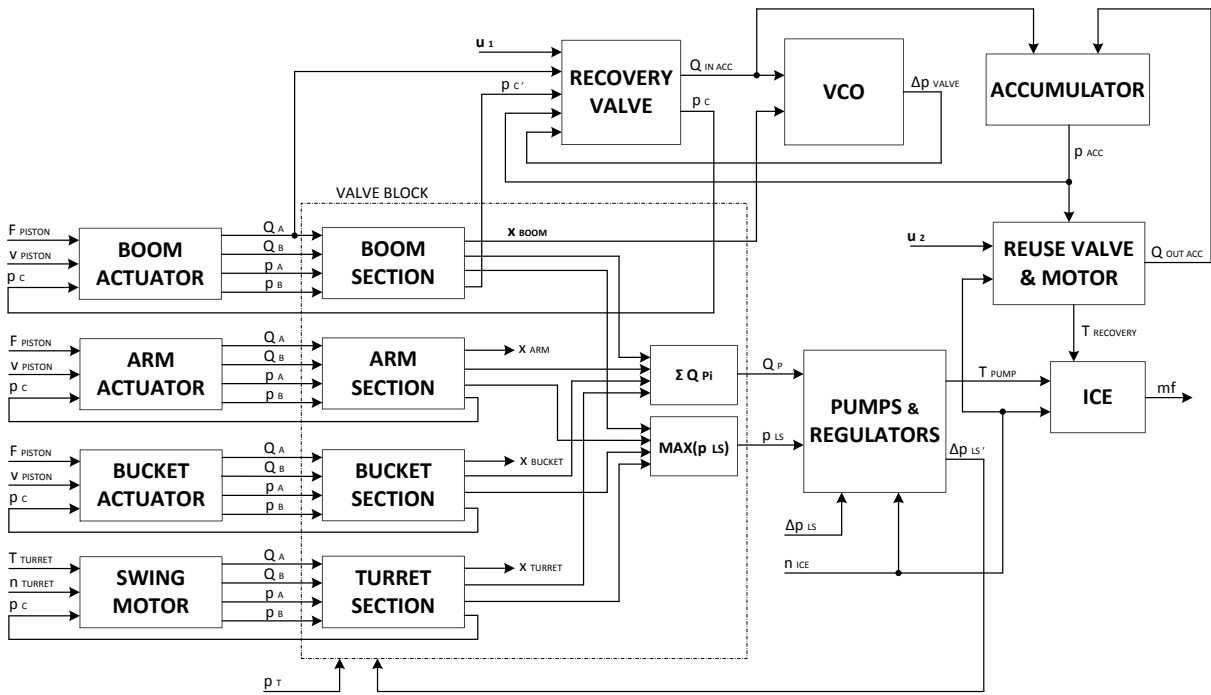 u 1
p C'
RECOVERY
VALVE
Q IN ACC
p C
VCO
Δp VALVE
ACCUMULATOR
p ACC
VALVE BLOCK
F PISTON
v PISTON
p C
BOOM
ACTUATOR
Q A
Q B
p A
p B
BOOM
SECTION
x BOOM
u 2
REUSE VALVE
& MOTOR
Q OUT ACC
T RECOVERY
F PISTON
v PISTON
p C
ARM
ACTUATOR
Q A
Q B
p A
p B
ARM
SECTION
x ARM
Σ Q Pi
Q P
PUMPS &
REGULATORS
T PUMP
ICE
mf
F PISTON
v PISTON
p C
BUCKET
ACTUATOR
Q A
Q B
p A
p B
BUCKET
SECTION
x BUCKET
MAX(p LS)
p LS
Δp LS'
Δp LS
n ICE
T TURRET
n TURRET
p C
SWING
MOTOR
Q A
Q B
p A
p B
TURRET
SECTION
x TURRET
p T